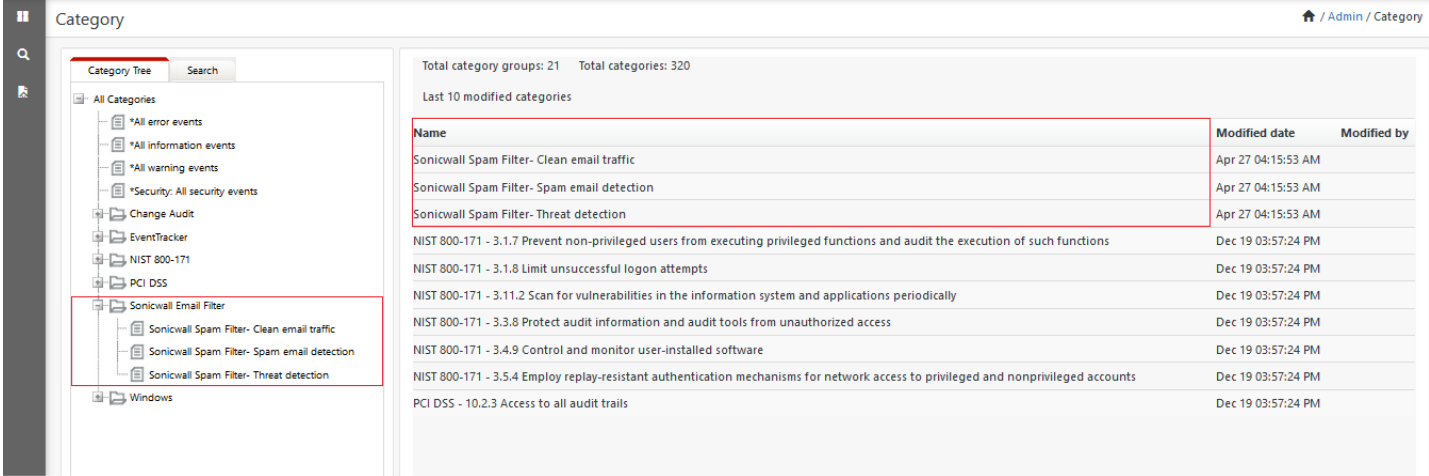 Category
/ Admin / Category
Category Tree
Search
All Categories
*All error events
*All information events
*All warning events
*Security: All security events
Change Audit
EventTracker
NIST 800-171
PCI DSS
Sonicwall Email Filter
Sonicwall Spam Filter- Clean email traffic
Sonicwall Spam Filter- Spam email detection
Sonicwall Spam Filter- Threat detection
Windows
Total category groups: 21 Total categories: 320
Last 10 modified categories
Name Modified date Modified by
Sonicwall Spam Filter- Clean email traffic Apr 27 04:15:53 AM
Sonicwall Spam Filter- Spam email detection Apr 27 04:15:53 AM
Sonicwall Spam Filter- Threat detection Apr 27 04:15:53 AM
NIST 800-171 - 3.1.7 Prevent non-privileged users from executing privileged functions and audit the execution of such functions Dec 19 03:57:24 PM
NIST 800-171 - 3.1.8 Limit unsuccessful logon attempts Dec 19 03:57:24 PM
NIST 800-171 - 3.11.2 Scan for vulnerabilities in the information system and applications periodically Dec 19 03:57:24 PM
NIST 800-171 - 3.3.8 Protect audit information and audit tools from unauthorized access Dec 19 03:57:24 PM
NIST 800-171 - 3.4.9 Control and monitor user-installed software Dec 19 03:57:24 PM
NIST 800-171 - 3.5.4 Employ replay-resistant authentication mechanisms for network access to privileged and nonprivileged accounts Dec 19 03:57:24 PM
PCI DSS - 10.2.3 Access to all audit trails Dec 19 03:57:24 PM